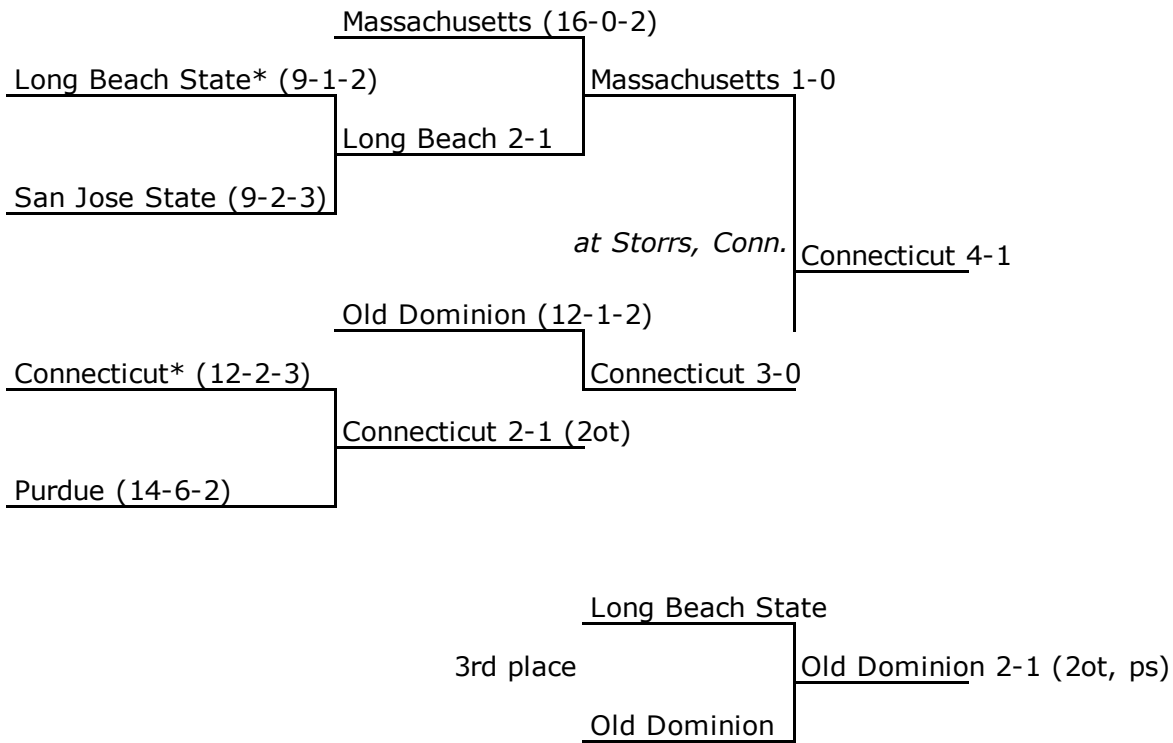 Massachusetts (16-0-2)
Long Beach State* (9-1-2)
Massachusetts 1-0
Long Beach 2-1
San Jose State (9-2-3)
at Storrs, Conn.
Connecticut 4-1
Old Dominion (12-1-2)
Connecticut* (12-2-3)
Connecticut 3-0
Connecticut 2-1 (2ot)
Purdue (14-6-2)
Long Beach State
3rd place
Old Dominion 2-1 (2ot, ps)
Old Dominion